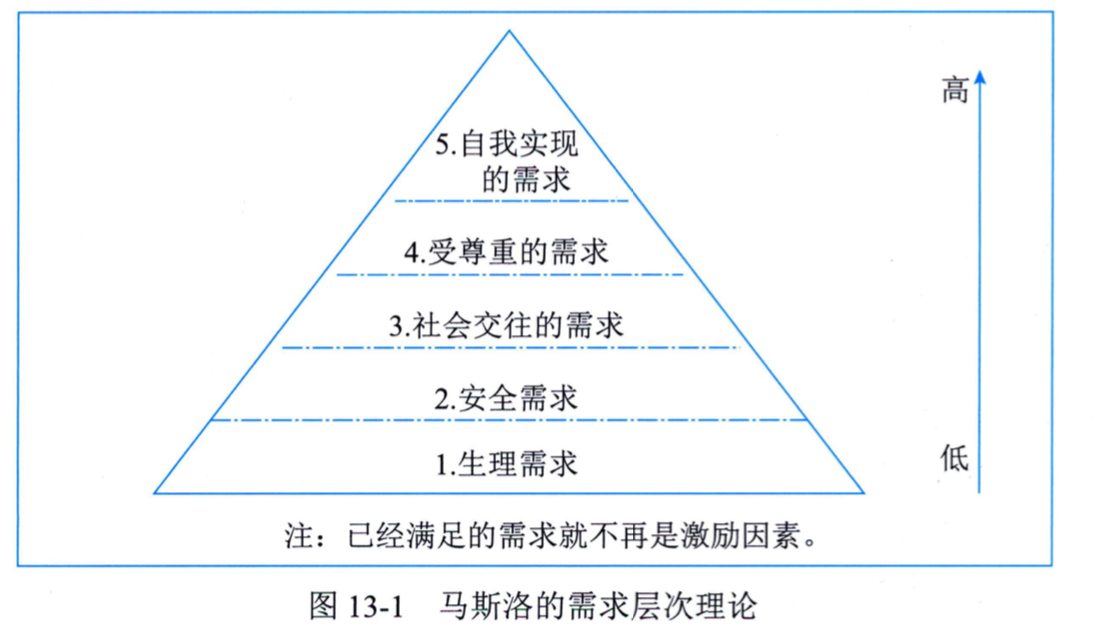 高
5.自我实现
的需求
4.受尊重的需求
3.社会交往的需求
2.安全需求
1.生理需求
低
注：已经满足的需求就不再是激励因素。
图 13-1 马斯洛的需求层次理论